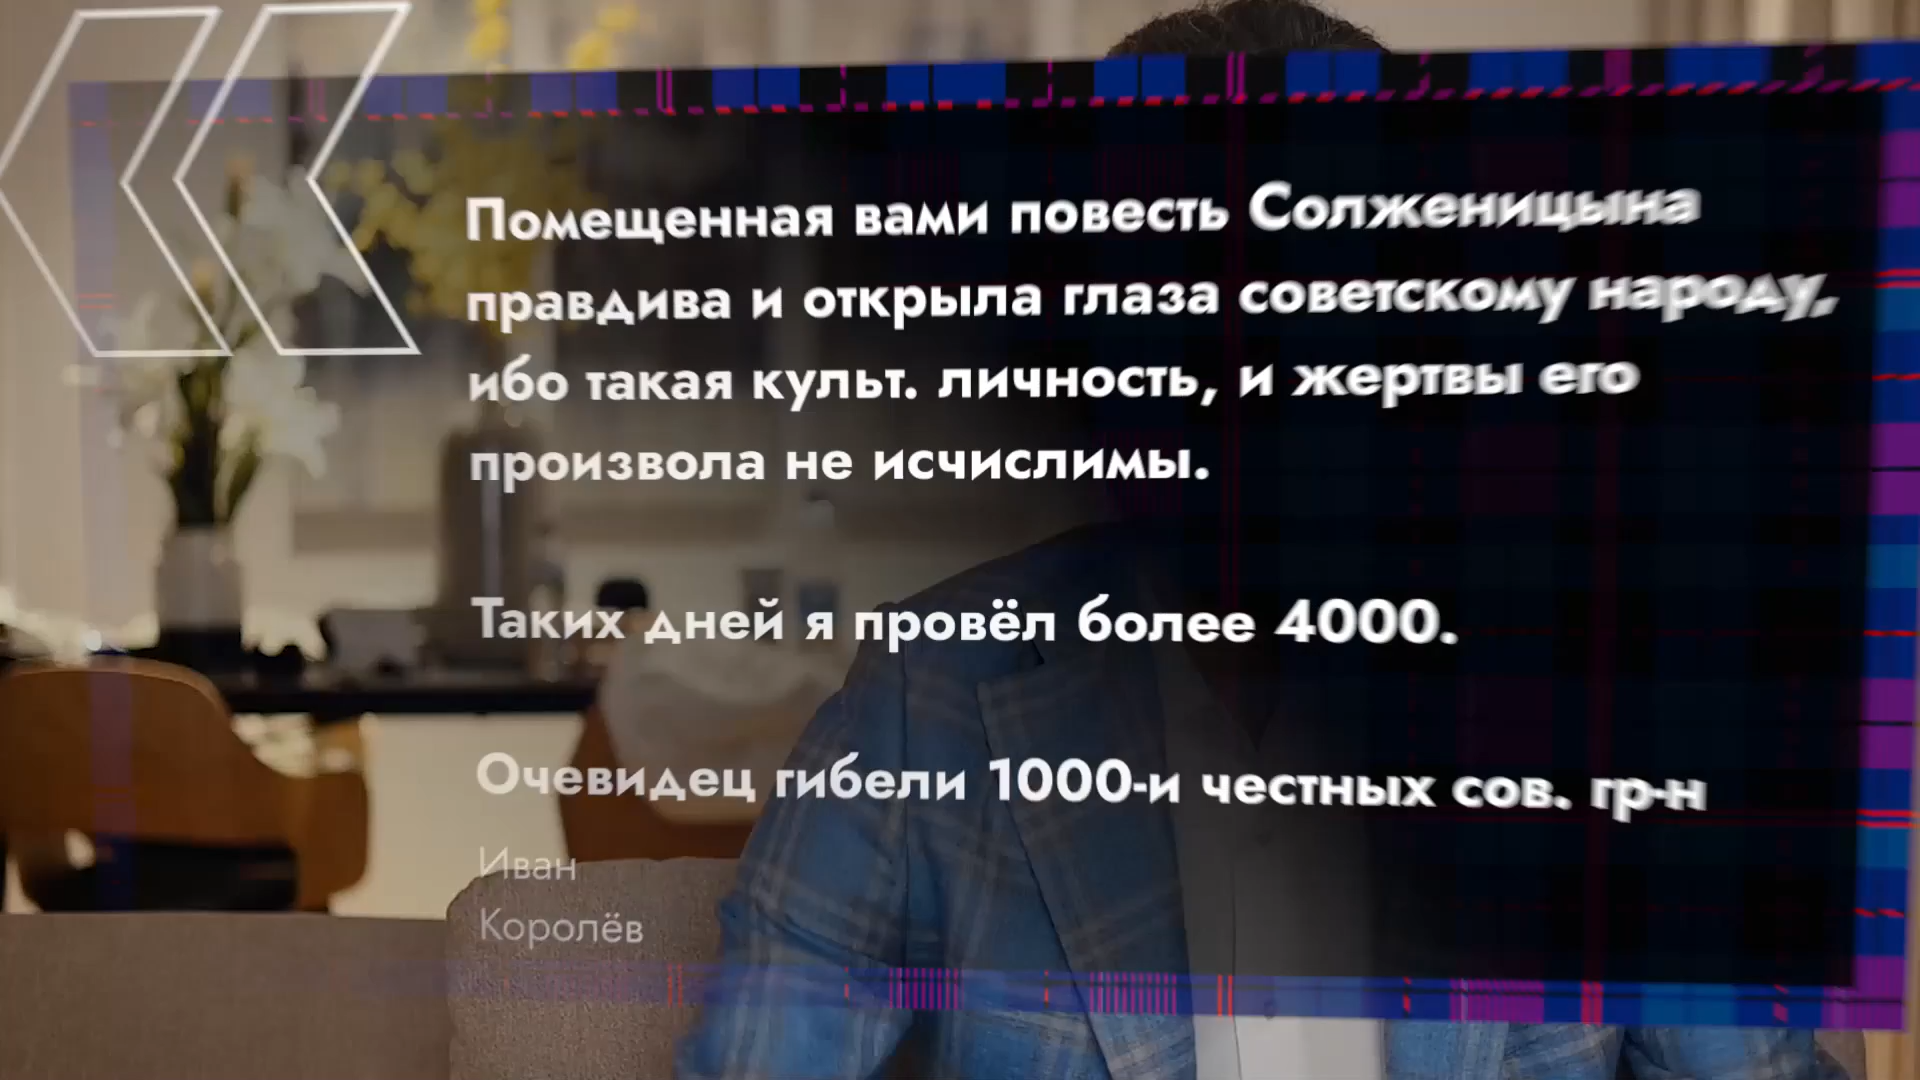 Помещенная вами повесть Солженицына
правдива и открыла глаза советскому народу,
ибо такая культ. личность, и жертвы его
произвола не исчислимы.
Таких дней я провёл более 4000.
Очевидец гибели 1000-и честных сов. гр-н
Иван
Королёв